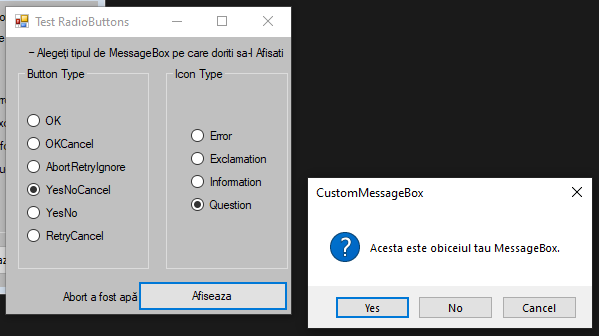 Test RadioButtons
– Alegeți tipul de MessageBox pe care doriti sa-l Afisati
Button Type
Icon Type
OK
OKCancel
AbortRetryIgnore
YesNoCancel
YesNo
RetryCancel
Error
Exclamation
Information
Question
Abort a fost apă
Afiseaza
CustomMessageBox
Acesta este obiceiul tau MessageBox.
Yes
No
Cancel